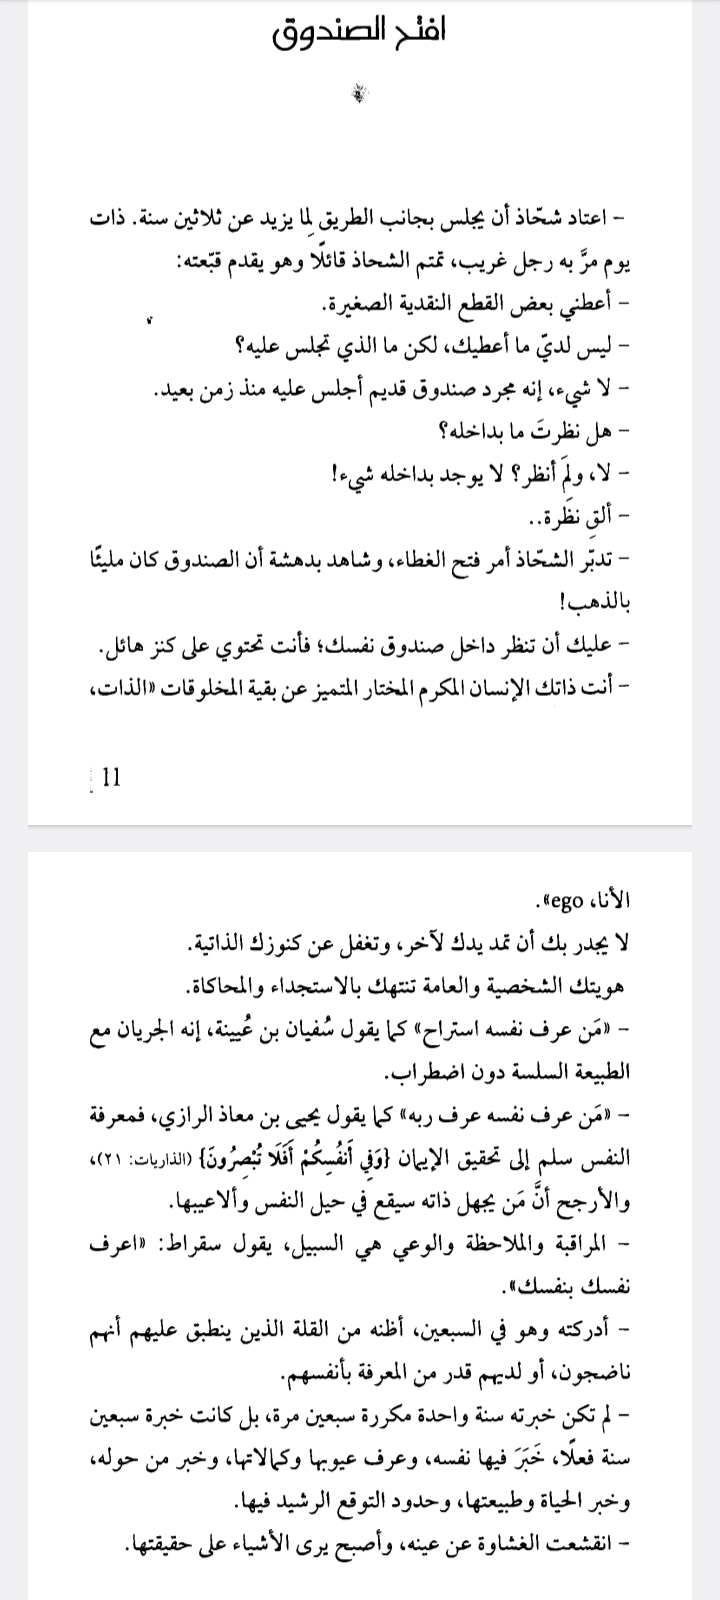 افتح الصندوق
– اعتاد شحّاذ أن يجلس بجانب الطريق لِما يزيد عن ثلاثين سنة. ذات
يوم مرَّ به رجل غريب، تمتم الشحاذ قائلًا وهو يقدم قبّعته:
– أعطني بعض القطع النقدية الصغيرة.
– ليس لديّ ما أعطيك، لكن ما الذي تجلس عليه؟
– لا شيء، إنه مجرد صندوق قديم أجلس عليه منذ زمن بعيد.
– هل نظرتَ ما بداخله؟
– لا، ولمَ أنظر؟ لا يوجد بداخله شيء!
– ألقِ نظَرة..
– تدبّر الشحّاذ أمر فتح الغطاء، وشاهد بدهشة أن الصندوق كان مليئًا
بالذهب!
– عليك أن تنظر داخل صندوق نفسك؛ فأنت تحتوي على كنز هائل.
– أنت ذاتك الإنسان المكرم المختار المتميز عن بقية المخلوقات «الذات،
11
الأنا، ego».
لا يجدر بك أن تمد يدك لآخر، وتغفل عن كنوزك الذاتية.
هويتك الشخصية والعامة تنتهك بالاستجداء والمحاكاة.
– «مَن عرف نفسه استراح» كما يقول سُفيان بن عُيينة، إنه الجريان مع
الطبيعة السلسة دون اضطراب.
– «مَن عرف نفسه عرف ربه» كما يقول يحيى بن معاذ الرازي، فمعرفة
النفس سلم إلى تحقيق الإيمان {وَفِي أَنفُسِكُمْ أَفَلَا تُبْصِرُونَ} (الذاريات: ٢١)،
والأرجح أنَّ مَن يجهل ذاته سيقع في حيل النفس وألاعيبها.
– المراقبة والملاحظة والوعي هي السبيل، يقول سقراط: «اعرف
نفسك بنفسك».
– أدركته وهو في السبعين، أظنه من القلة الذين ينطبق عليهم أنهم
ناضجون، أو لديهم قدر من المعرفة بأنفسهم.
– لم تكن خبرته سنة واحدة مكررة سبعين مرة، بل كانت خبرة سبعين
سنة فعلًا، خَبَرَ فيها نفسه، وعرف عيوبها وكمالاتها، وخبر من حوله،
وخبر الحياة وطبيعتها، وحدود التوقع الرشيد فيها.
– انقشعت الغشاوة عن عينه، وأصبح يرى الأشياء على حقيقتها.